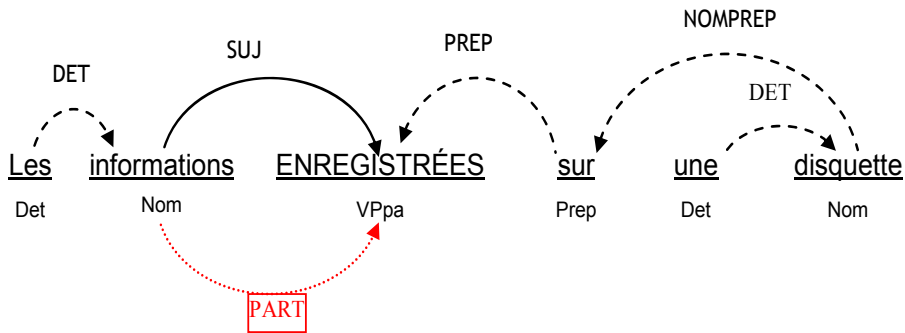 NOMPREP
SUJ PREP
DET DET
Les informations ENREGISTRÉES sur une disquette
Det Nom VPpa Prep Det Nom
PART